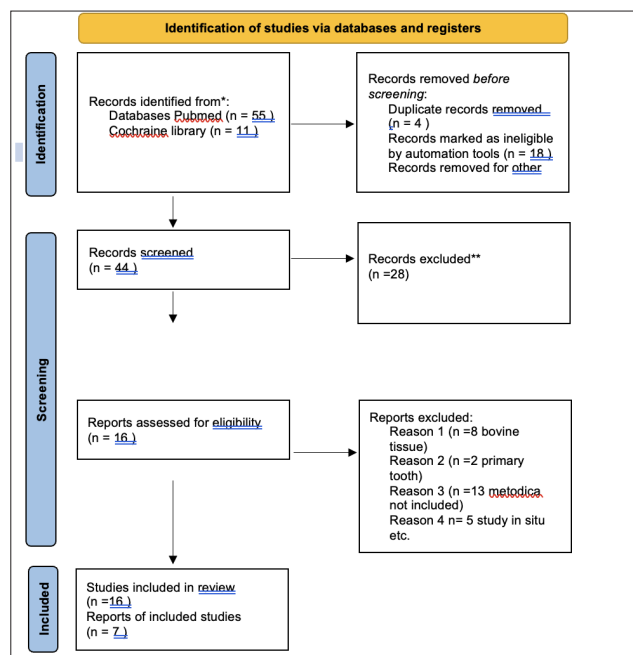 Identification of studies via databases and registers
Identification
Records identified from*:
Databases Pubmed (n = 55 )
Cochraine library (n = 11 )
Records removed before
screening:
Duplicate records removed
(n = 4 )
Records marked as ineligible
by automation tools (n = 18 )
Records removed for other
Screening
Records screened
(n = 44 )
Records excluded**
(n =28)
Reports assessed for eligibility
(n = 16 )
Reports excluded:
Reason 1 (n =8 bovine
tissue)
Reason 2 (n =2 primary
tooth)
Reason 3 (n =13 metodica
not included)
Reason 4 n= 5 study in situ
etc.
Included
Studies included in review
(n =16 )
Reports of included studies
(n = 7 )